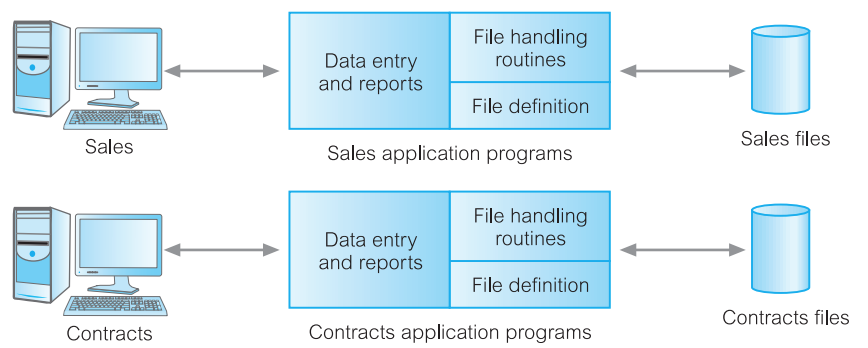 Data entry
and reports
File handling
routines
File definition
Sales
Sales application programs
Sales files
Data entry
and reports
File handling
routines
File definition
Contracts
Contracts application programs
Contracts files